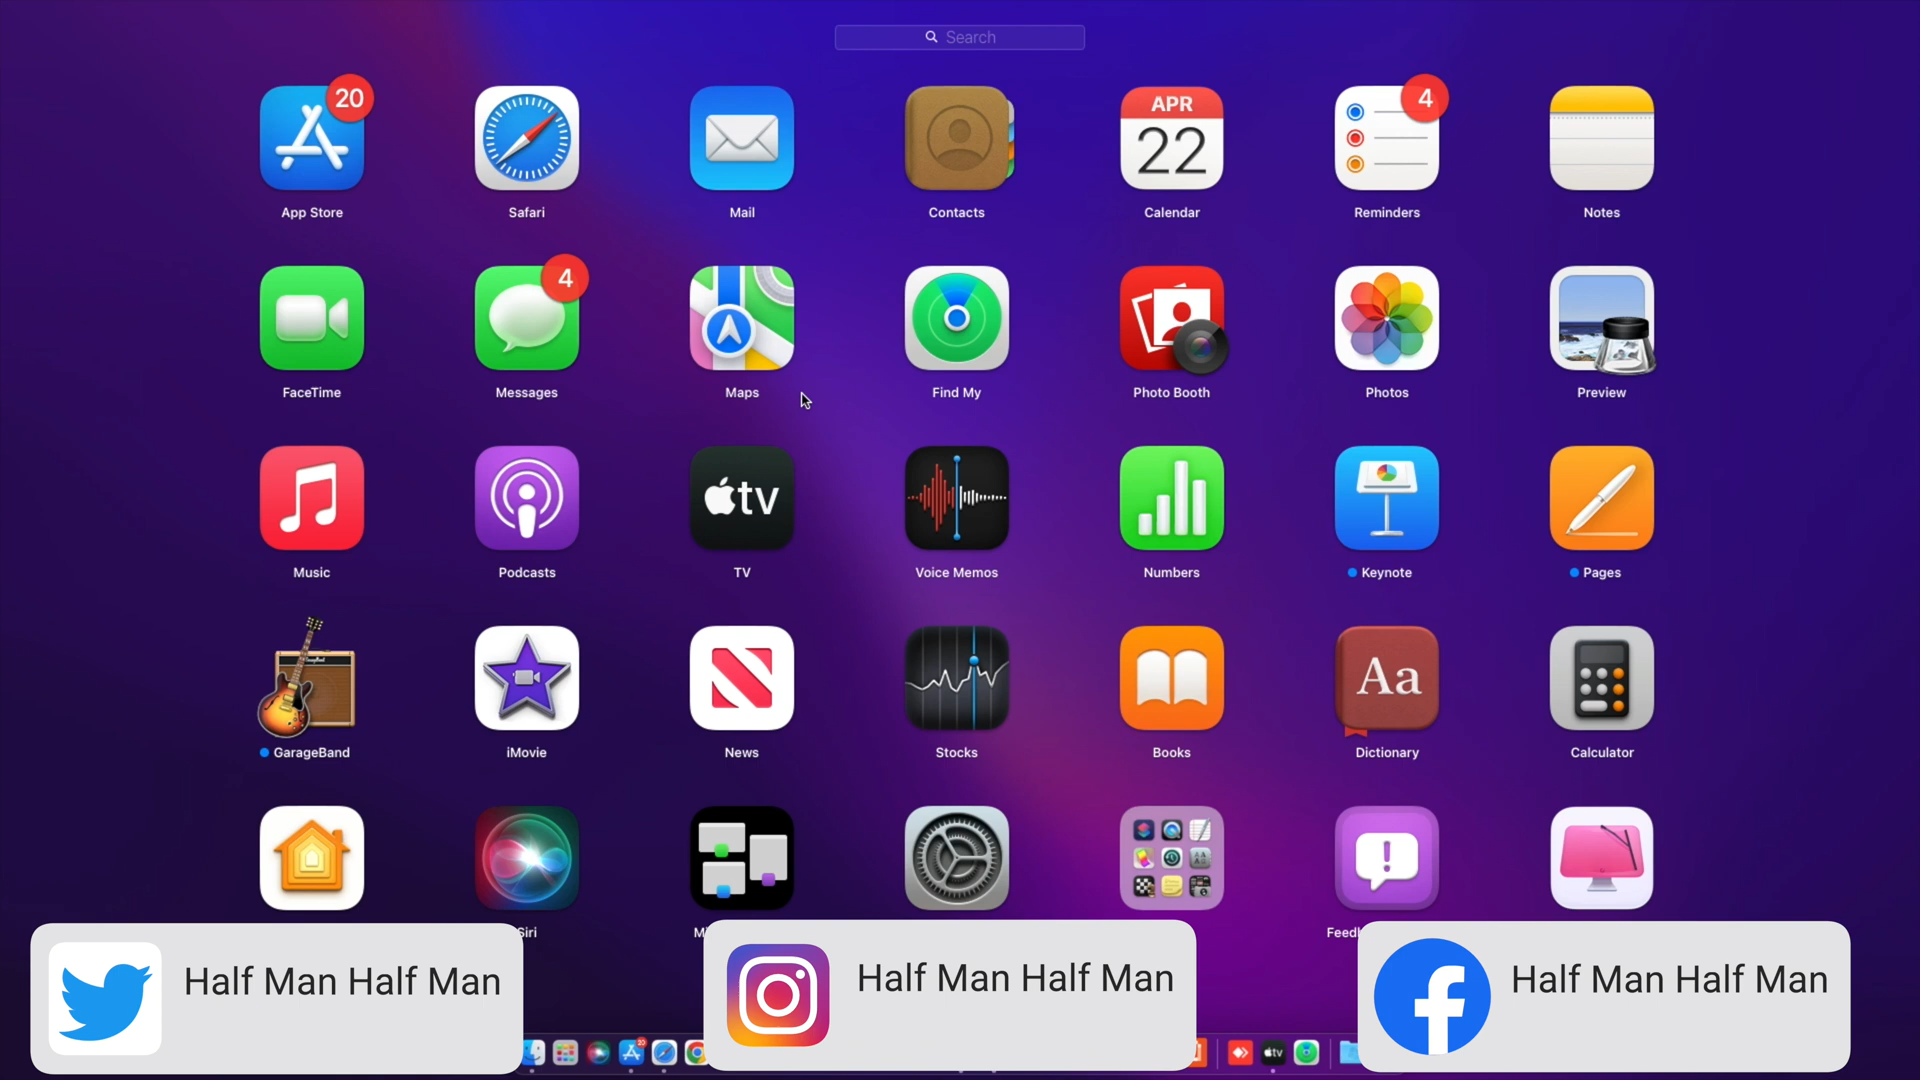 Search
20
APR
22
4
App Store
Safari
Mail
Contacts
Calendar
Reminders
Notes
4
FaceTime
Messages
Maps
Find My
Photo Booth
Photos
Preview
tv
Music
Podcasts
TV
Voice Memos
Numbers
Keynote
Pages
Aa
GarageBand
iMovie
News
Stocks
Books
Dictionary
Calculator
Siri
Half Man Half Man
Half Man Half Man
Half Man Half Man
20
tv